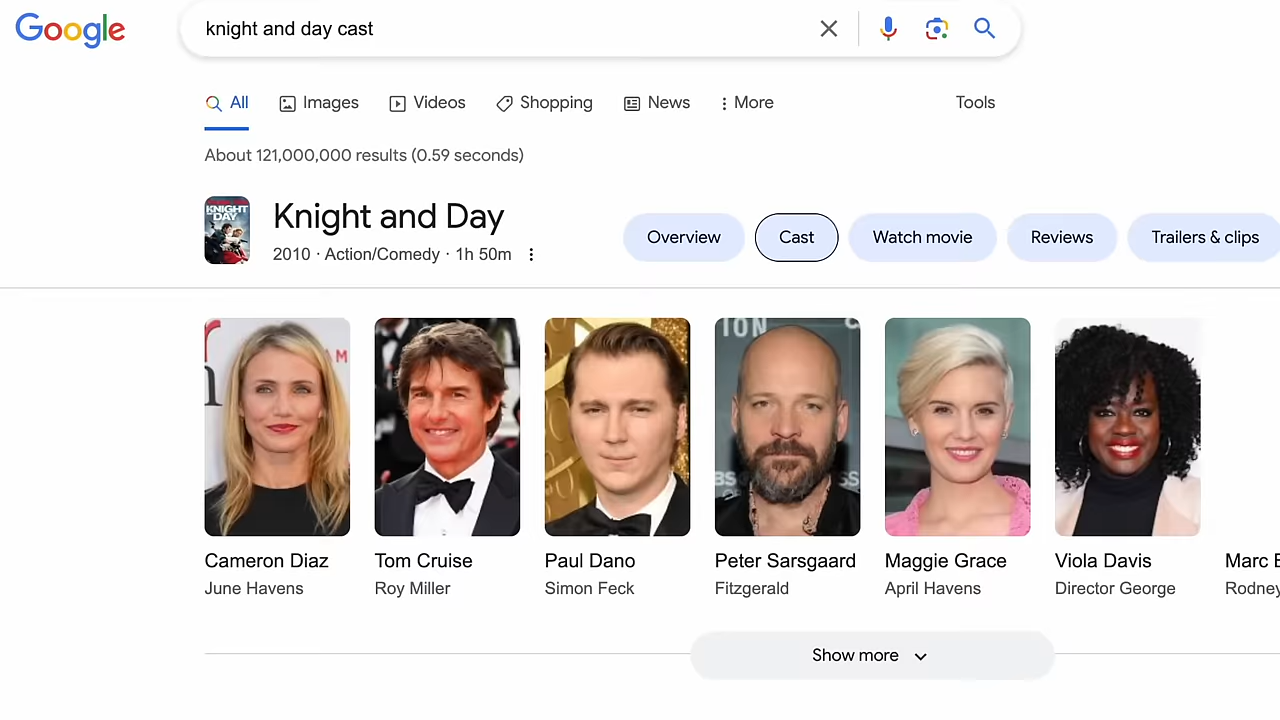 Google
knight and day cast
All Images Videos Shopping News More Tools
About 121,000,000 results (0.59 seconds)
KNIGHT
DAY
Knight and Day
2010 · Action/Comedy · 1h 50m
Overview Cast Watch movie Reviews Trailers & clips
Cameron Diaz Tom Cruise Paul Dano Peter Sarsgaard Maggie Grace Viola Davis Marc
June Havens Roy Miller Simon Feck Fitzgerald April Havens Director George Rodney
Show more